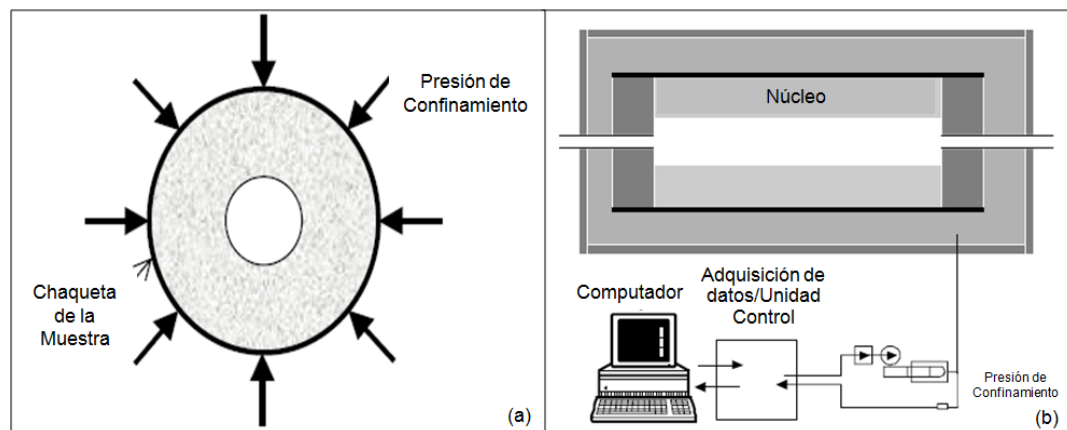 Presión de
Confinamiento
Chaqueta
de la
Muestra
(a)
Núcleo
Adquisición de
datos/Unidad
Control
Computador
Presión de
Confinamiento
(b)